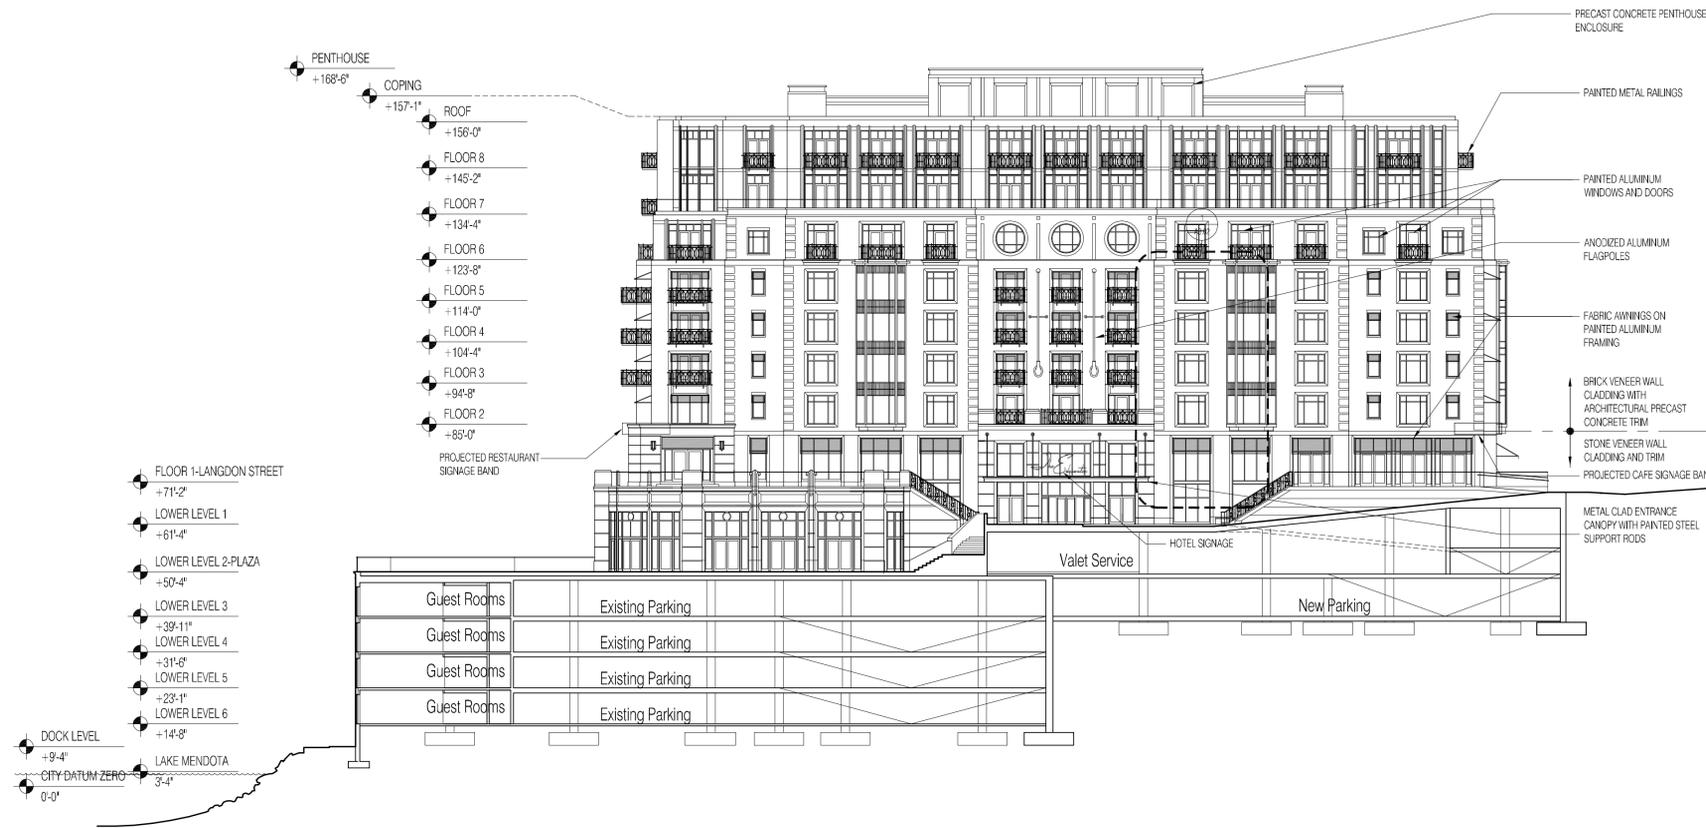 PRECAST CONCRETE PENTHOUSE
ENCLOSURE
PENTHOUSE
+168'-6"
COPING
+157'-1"
ROOF
+156'-0"
PAINTED METAL RAILINGS
FLOOR 8
+145'-2"
PAINTED ALUMINUM
WINDOWS AND DOORS
FLOOR 7
+134'-4"
FLOOR 6
+123'-8"
ANODIZED ALUMINUM
FLAGPOLES
FLOOR 5
+114'-0"
FLOOR 4
+104'-4"
FABRIC AWNINGS ON
PAINTED ALUMINUM
FRAMING
FLOOR 3
+94'-8"
BRICK VENEER WALL
CLADDING WITH
ARCHITECTURAL PRECAST
CONCRETE TRIM
FLOOR 2
+85'-0"
STONE VENEER WALL
CLADDING AND TRIM
PROJECTED RESTAURANT
SIGNAGE BAND
PROJECTED CAFE SIGNAGE BAN
FLOOR 1-LANGDON STREET
+71'-2"
METAL CLAD ENTRANCE
CANOPY WITH PAINTED STEEL
SUPPORT RODS
LOWER LEVEL 1
+61'-4"
HOTEL SIGNAGE
Valet Service
LOWER LEVEL 2-PLAZA
+50'-4"
LOWER LEVEL 3
+39'-11"
Guest Rooms
Existing Parking
New Parking
LOWER LEVEL 4
+31'-6"
Guest Rooms
Existing Parking
LOWER LEVEL 5
+23'-1"
Guest Rooms
Existing Parking
LOWER LEVEL 6
+14'-8"
Guest Rooms
Existing Parking
DOCK LEVEL
+9'-4"
LAKE MENDOTA
3'-4"
CITY DATUM ZERO
0'-0"